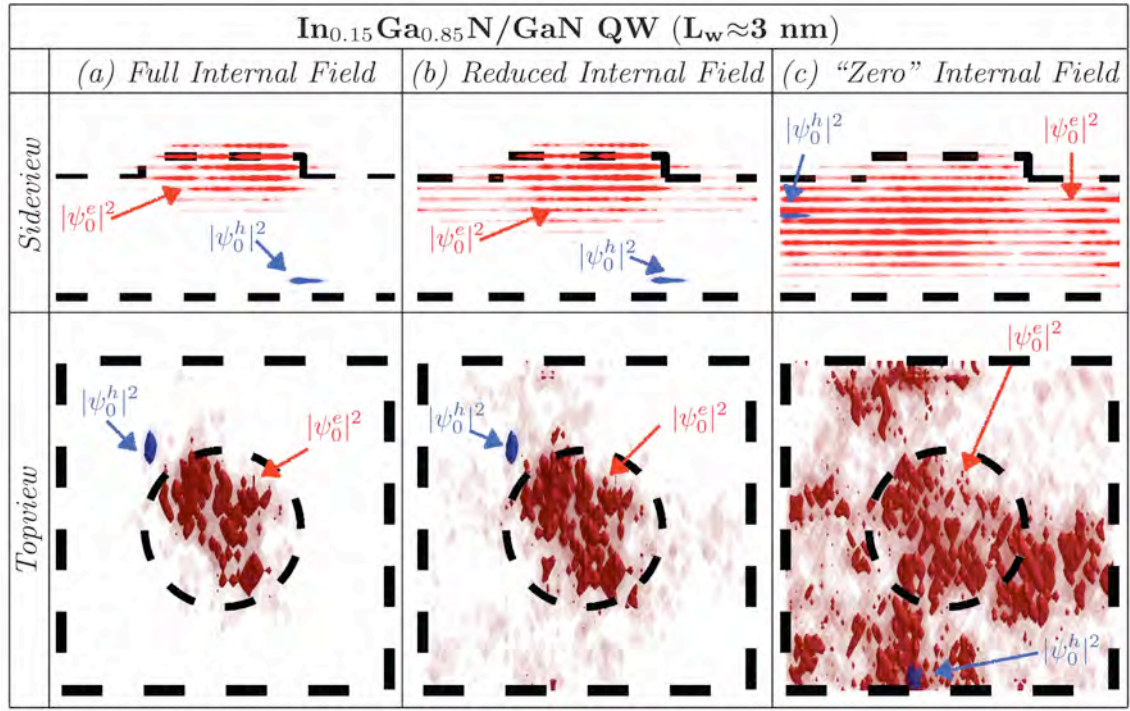 In₀.₁₅Ga₀.₈₅N/GaN QW (L_w≈3 nm)
(a) Full Internal Field
(b) Reduced Internal Field
(c) “Zero” Internal Field
Sideview
|ψ₀ᵉ|²
|ψ₀ʰ|²
|ψ₀ᵉ|²
|ψ₀ʰ|²
|ψ₀ʰ|²
|ψ₀ᵉ|²
Topview
|ψ₀ʰ|²
|ψ₀ᵉ|²
|ψ₀ʰ|²
|ψ₀ᵉ|²
|ψ₀ᵉ|²
|ψ₀ʰ|²